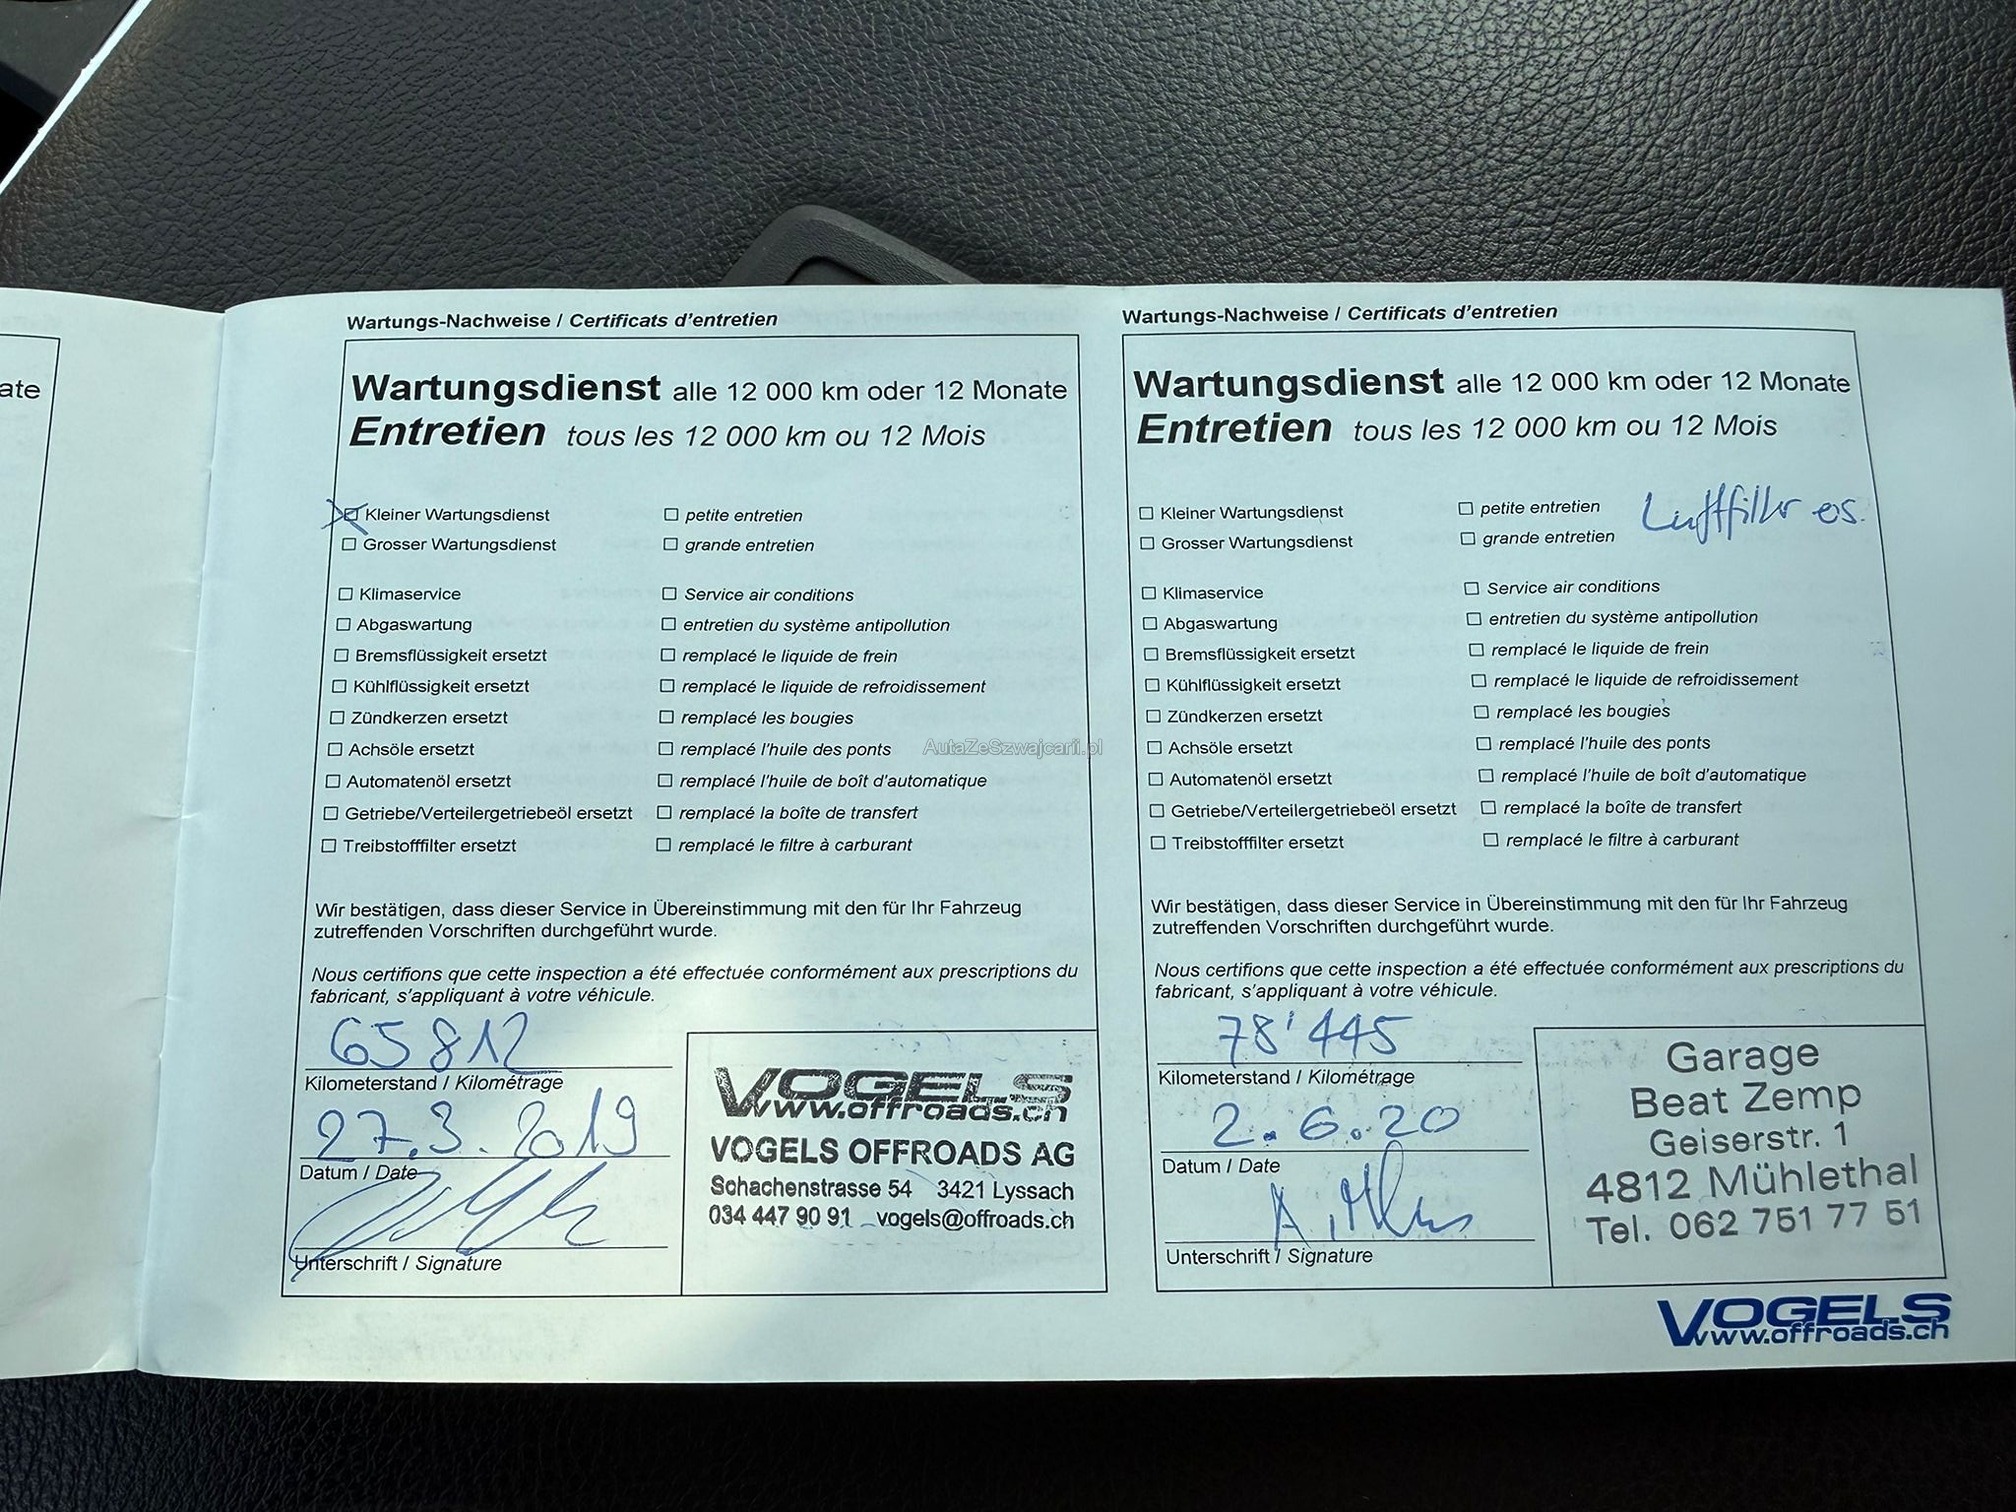 ate
Wartungs-Nachweise / Certificats d'entretien
Wartungsdienst alle 12 000 km oder 12 Monate
Entretien tous les 12 000 km ou 12 Mois
Kleiner Wartungsdienst petite entretien
Grosser Wartungsdienst grande entretien
Klimaservice Service air conditions
Abgaswartung entretien du système antipollution
Bremsflüssigkeit ersetzt remplacé le liquide de frein
Kühlflüssigkeit ersetzt remplacé le liquide de refroidissement
Zündkerzen ersetzt remplacé les bougies
Achsöle ersetzt remplacé l'huile des ponts
Automatenöl ersetzt remplacé l'huile de boît d'automatique
Getriebe/Verteilergetriebeöl ersetzt remplacé la boîte de transfert
Treibstofffilter ersetzt remplacé le filtre à carburant
Wir bestätigen, dass dieser Service in Übereinstimmung mit den für Ihr Fahrzeug
zutreffenden Vorschriften durchgeführt wurde.
Nous certifions que cette inspection a été effectuée conformément aux prescriptions du
fabricant, s'appliquant à votre véhicule.
65812
Kilometerstand / Kilométrage
27.3.2019
Datum / Date
Unterschrift / Signature
VOGELS
www.offroads.ch
VOGELS OFFROADS AG
Schachenstrasse 54 3421 Lyssach
034 447 90 91 vogels@offroads.ch
AutaZeSzwajcarii.pl
Wartungs-Nachweise / Certificats d'entretien
Wartungsdienst alle 12 000 km oder 12 Monate
Entretien tous les 12 000 km ou 12 Mois
Kleiner Wartungsdienst petite entretien Luftfilter es.
Grosser Wartungsdienst grande entretien
Klimaservice Service air conditions
Abgaswartung entretien du système antipollution
Bremsflüssigkeit ersetzt remplacé le liquide de frein
Kühlflüssigkeit ersetzt remplacé le liquide de refroidissement
Zündkerzen ersetzt remplacé les bougies
Achsöle ersetzt remplacé l'huile des ponts
Automatenöl ersetzt remplacé l'huile de boît d'automatique
Getriebe/Verteilergetriebeöl ersetzt remplacé la boîte de transfert
Treibstofffilter ersetzt remplacé le filtre à carburant
Wir bestätigen, dass dieser Service in Übereinstimmung mit den für Ihr Fahrzeug
zutreffenden Vorschriften durchgeführt wurde.
Nous certifions que cette inspection a été effectuée conformément aux prescriptions du
fabricant, s'appliquant à votre véhicule.
78'445
Kilometerstand / Kilométrage
2.6.20
Datum / Date
Unterschrift / Signature
Garage
Beat Zemp
Geiserstr. 1
4812 Mühlethal
Tel. 062 751 77 51
VOGELS
www.offroads.ch